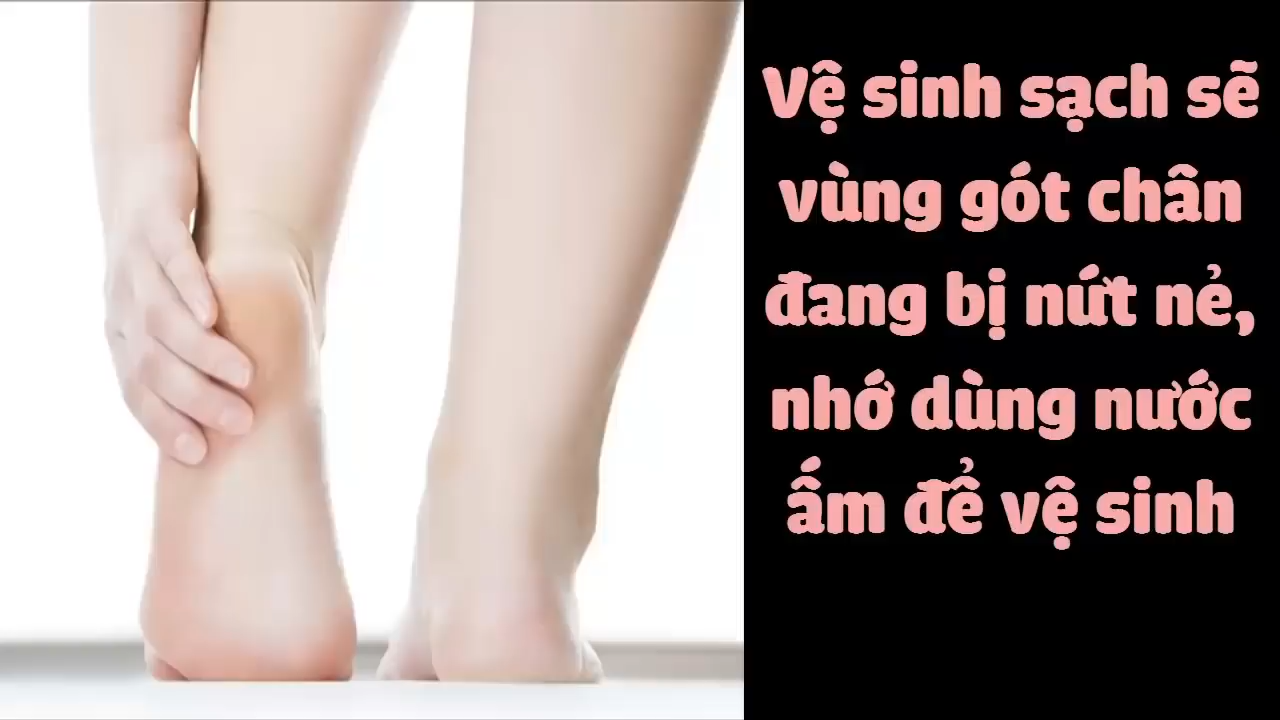 Vệ sinh sạch sẽ
vùng gót chân
đang bị nứt nẻ,
nhớ dùng nước
ấm để vệ sinh